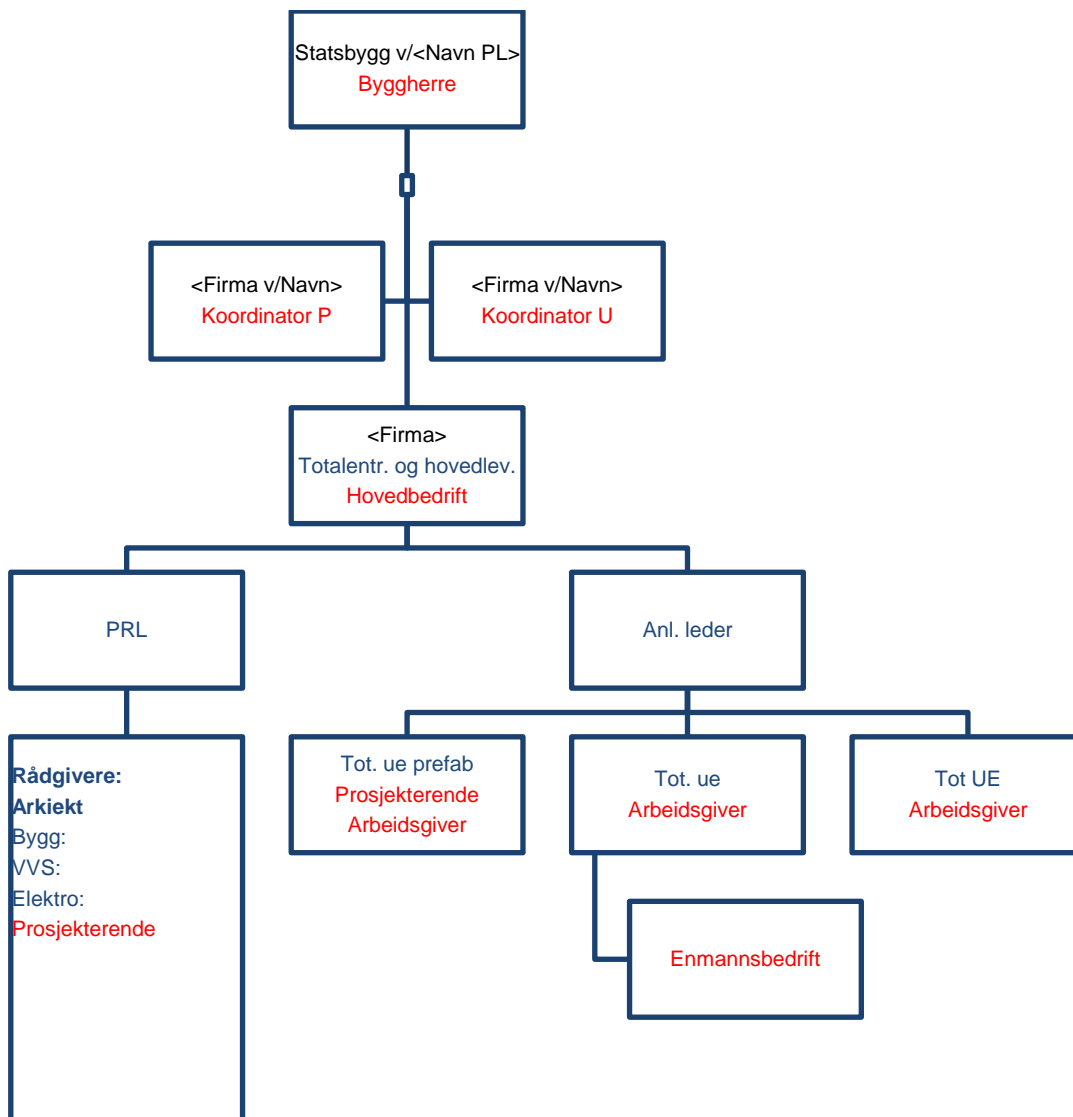 Statsbygg v/<Navn PL>
Byggherre
<Firma v/Navn>
Koordinator P
<Firma v/Navn>
Koordinator U
<Firma>
Totalentr. og hovedlev.
Hovedbedrift
PRL
Anl. leder
Rådgivere:
Arkiekt
Bygg:
VVS:
Elektro:
Prosjekterende
Tot. ue prefab
Prosjekterende
Arbeidsgiver
Tot. ue
Arbeidsgiver
Tot UE
Arbeidsgiver
Enmannsbedrift